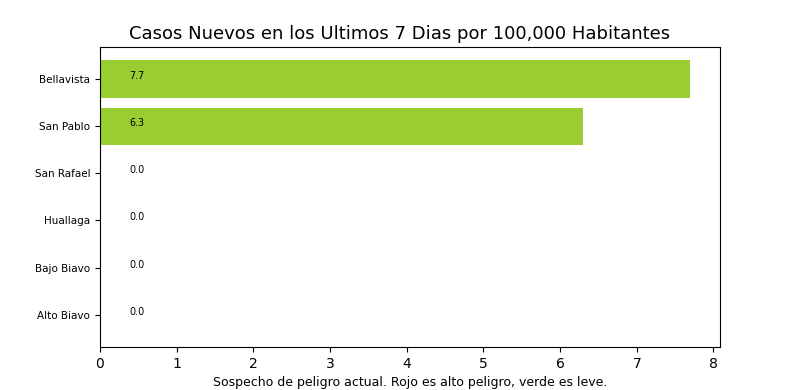 Casos Nuevos en los Ultimos 7 Dias por 100,000 Habitantes
Bellavista 7.7
San Pablo 6.3
San Rafael 0.0
Huallaga 0.0
Bajo Biavo 0.0
Alto Biavo 0.0
0 1 2 3 4 5 6 7 8
Sospecho de peligro actual. Rojo es alto peligro, verde es leve.